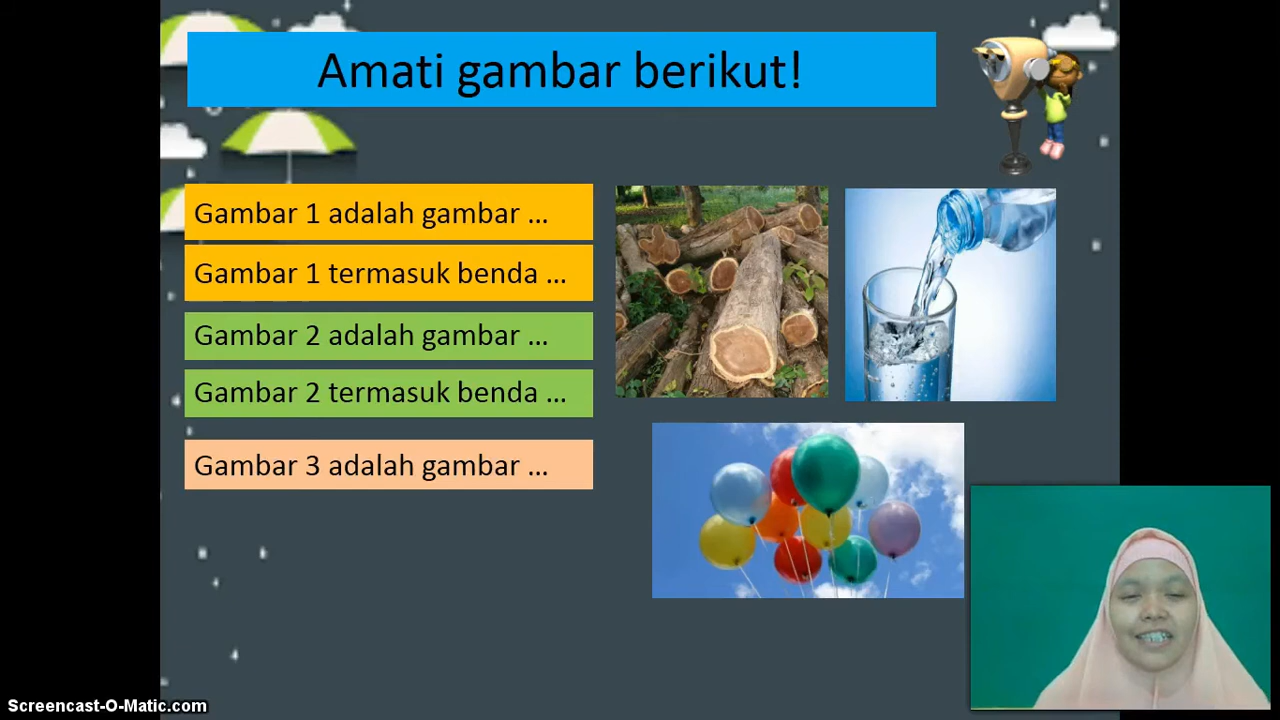 Amati gambar berikut!
Gambar 1 adalah gambar ...
Gambar 1 termasuk benda ...
Gambar 2 adalah gambar ...
Gambar 2 termasuk benda ...
Gambar 3 adalah gambar ...
Screencast-O-Matic.com